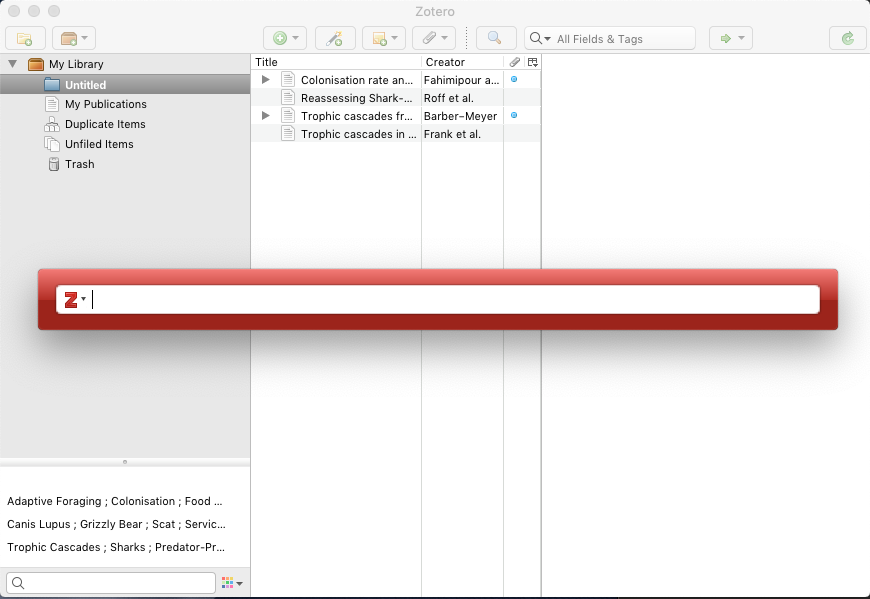 Zotero
All Fields & Tags
My Library
Untitled
My Publications
Duplicate Items
Unfiled Items
Trash
Title Creator
Colonisation rate an... Fahimipour a...
Reassessing Shark-... Roff et al.
Trophic cascades fr... Barber-Meyer
Trophic cascades in ... Frank et al.
Z
Adaptive Foraging ; Colonisation ; Food ...
Canis Lupus ; Grizzly Bear ; Scat ; Servic...
Trophic Cascades ; Sharks ; Predator-Pr...